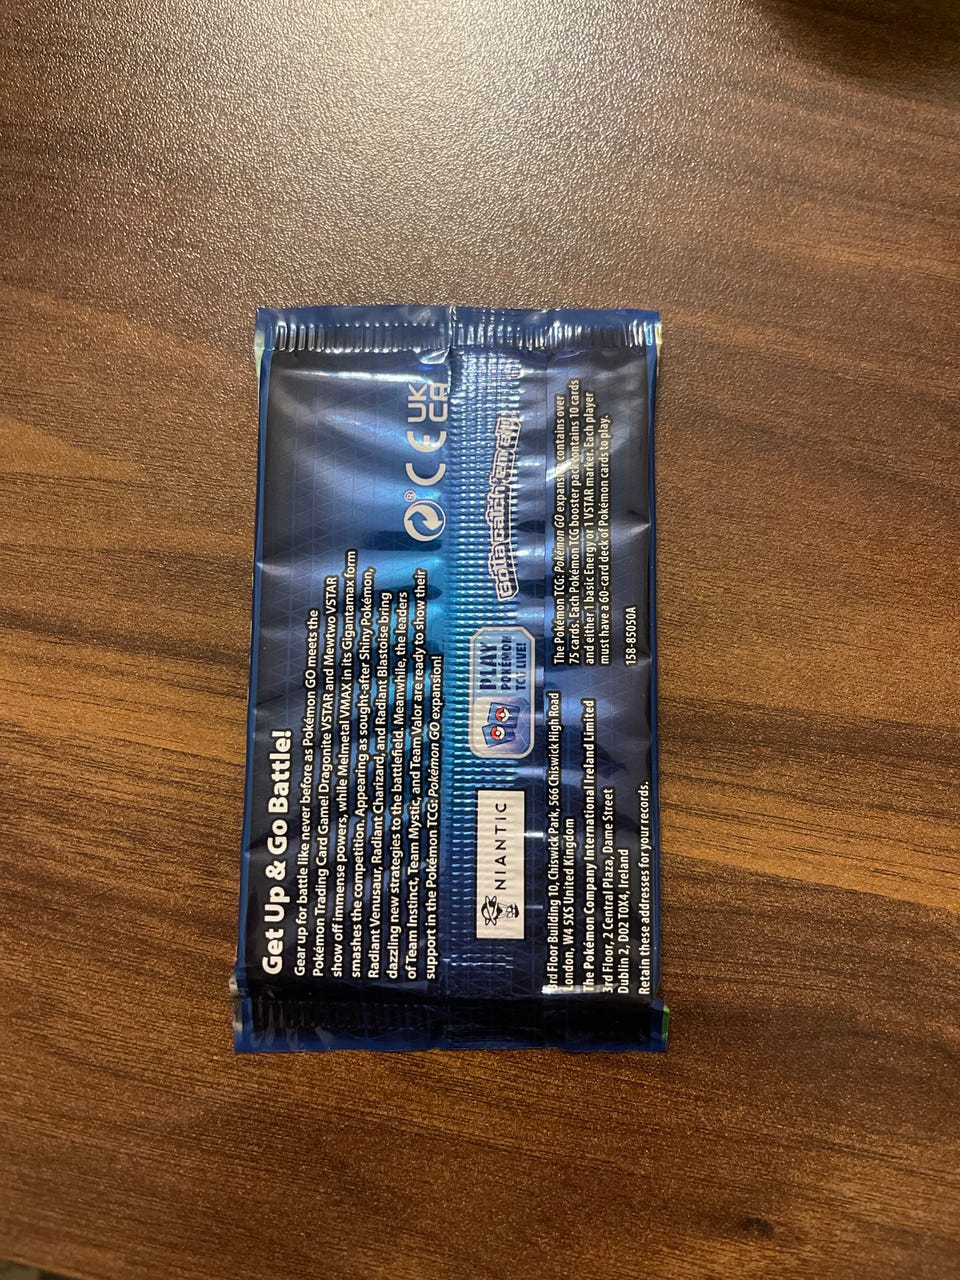 Get Up & Go Battle!
Gear up for battle like never before as Pokémon GO meets the
Pokémon Trading Card Game! Dragonite VSTAR and Mewtwo VSTAR
show off immense powers, while Melmetal VMAX in its Gigantamax form
smashes the competition. Appearing as sought-after Shiny Pokémon,
Radiant Venusaur, Radiant Charizard, and Radiant Blastoise bring
dazzling new strategies to the battlefield. Meanwhile, the leaders
of Team Instinct, Team Mystic, and Team Valor are ready to show their
support in the Pokémon TCG: Pokémon GO expansion!
®
CE
UK
CA
NIANTIC
PLAY
POKÉMON
TCG LIVE!
Gotta catch 'em all!
3rd Floor Building 10, Chiswick Park, 566 Chiswick High Road
London, W4 5XS United Kingdom
The Pokémon Company International Ireland Limited
3rd Floor, 2 Central Plaza, Dame Street
Dublin 2, D02 T0X4, Ireland
Retain these addresses for your records.
The Pokémon TCG: Pokémon GO expansion contains over
75 cards. Each Pokémon TCG booster pack contains 10 cards
and either 1 basic Energy or 1 VSTAR marker. Each player
must have a 60-card deck of Pokémon cards to play.
158-85050A